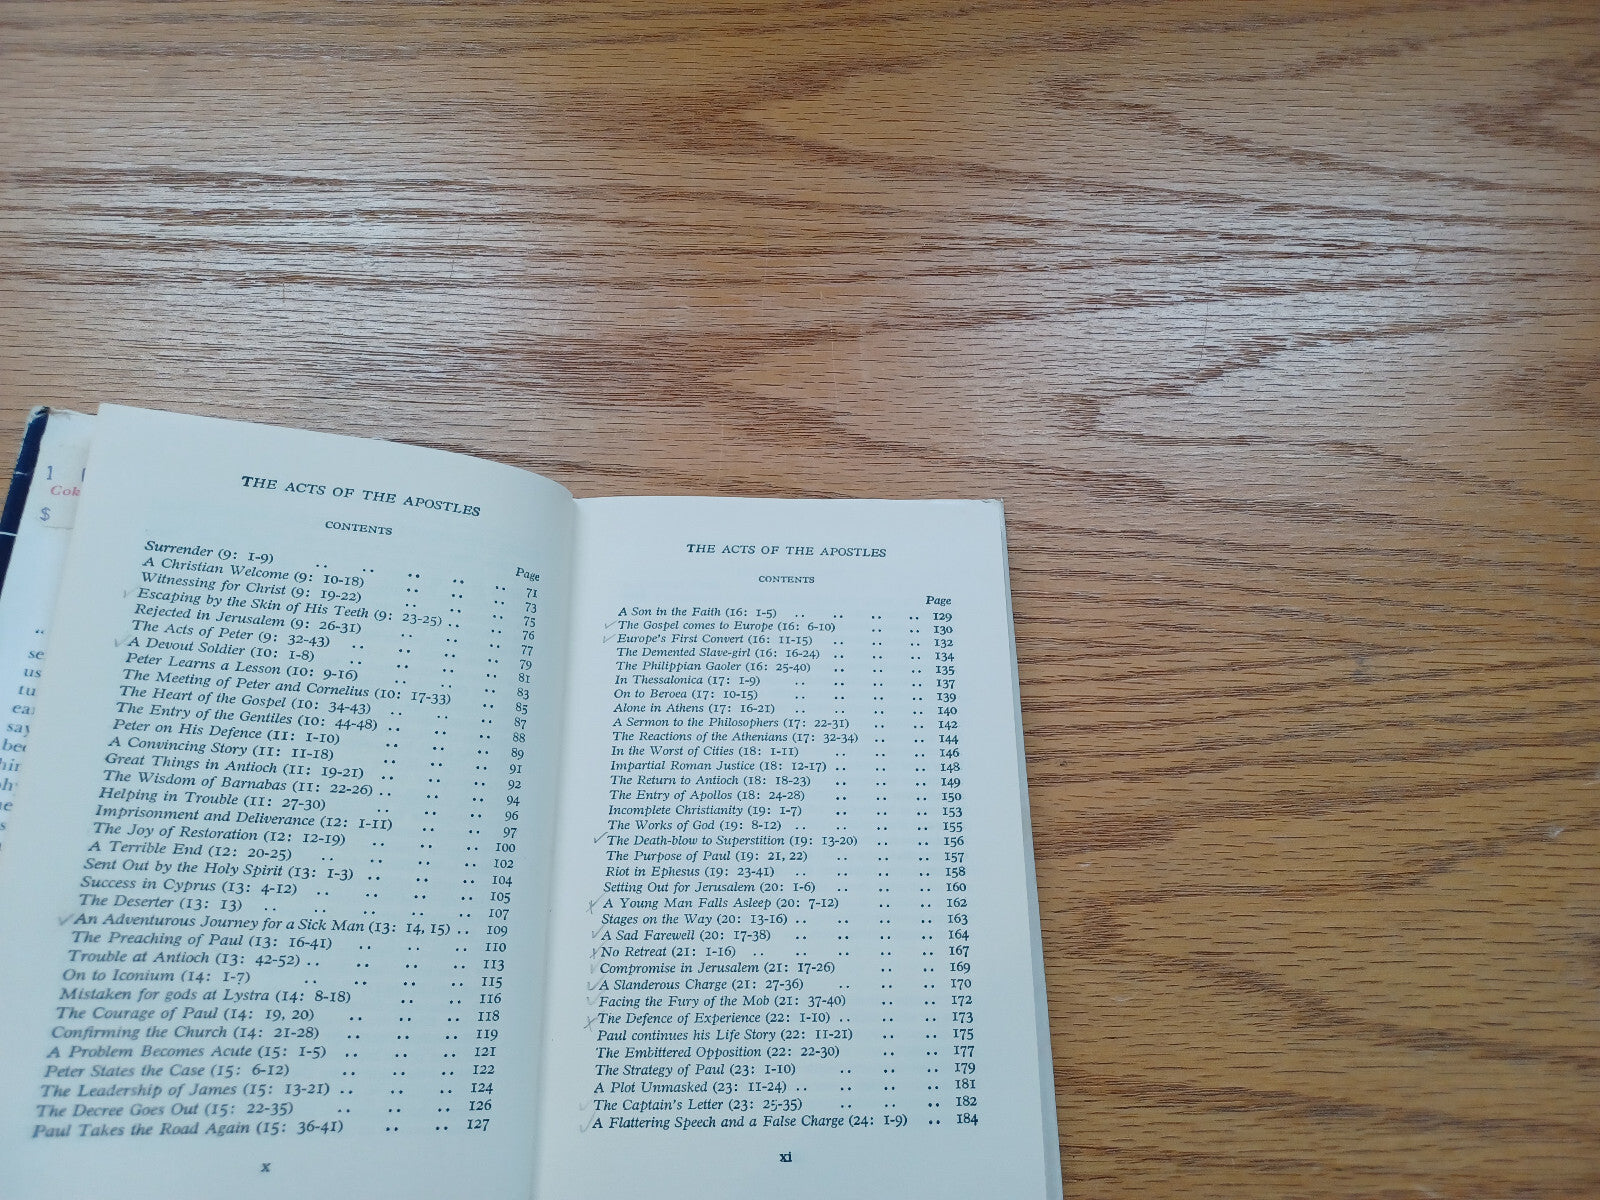 1
Cok
$
“
se
us
tu
ea
say
bec
hin
ph
ne
s
THE ACTS OF THE APOSTLES
CONTENTS
Page
Surrender (9: 1-9) .. .. .. .. .. 71
A Christian Welcome (9: 10-18) .. .. .. 73
Witnessing for Christ (9: 19-22) .. .. .. 75
Escaping by the Skin of His Teeth (9: 23-25) .. .. 76
Rejected in Jerusalem (9: 26-31) .. .. .. 77
The Acts of Peter (9: 32-43) .. .. .. .. 79
A Devout Soldier (10: 1-8) .. .. .. .. 81
Peter Learns a Lesson (10: 9-16) .. .. .. 83
The Meeting of Peter and Cornelius (10: 17-33) .. 85
The Heart of the Gospel (10: 34-43) .. .. .. 87
The Entry of the Gentiles (10: 44-48) .. .. .. 88
Peter on His Defence (11: 1-10) .. .. .. 89
A Convincing Story (11: 11-18) .. .. .. 91
Great Things in Antioch (11: 19-21) .. .. .. 92
The Wisdom of Barnabas (11: 22-26) .. .. .. 94
Helping in Trouble (11: 27-30) .. .. .. 96
Imprisonment and Deliverance (12: 1-11) .. .. 97
The Joy of Restoration (12: 12-19) .. .. .. 100
A Terrible End (12: 20-25) .. .. .. .. 102
Sent Out by the Holy Spirit (13: 1-3) .. .. .. 104
Success in Cyprus (13: 4-12) .. .. .. .. 105
The Deserter (13: 13) .. .. .. .. .. 107
An Adventurous Journey for a Sick Man (13: 14, 15) .. 109
The Preaching of Paul (13: 16-41) .. .. .. 110
Trouble at Antioch (13: 42-52) .. .. .. .. 113
On to Iconium (14: 1-7) .. .. .. .. 115
Mistaken for gods at Lystra (14: 8-18) .. .. 116
The Courage of Paul (14: 19, 20) .. .. .. 118
Confirming the Church (14: 21-28) .. .. .. 119
A Problem Becomes Acute (15: 1-5) .. .. .. 121
Peter States the Case (15: 6-12) .. .. .. 122
The Leadership of James (15: 13-21) .. .. .. 124
The Decree Goes Out (15: 22-35) .. .. .. 126
Paul Takes the Road Again (15: 36-41) .. .. 127
x
THE ACTS OF THE APOSTLES
CONTENTS
Page
A Son in the Faith (16: 1-5) .. .. .. .. 129
The Gospel comes to Europe (16: 6-10) .. .. 130
Europe's First Convert (16: 11-15) .. .. .. 132
The Demented Slave-girl (16: 16-24) .. .. .. 134
The Philippian Gaoler (16: 25-40) .. .. .. 135
In Thessalonica (17: 1-9) .. .. .. .. 137
On to Beroea (17: 10-15) .. .. .. .. 139
Alone in Athens (17: 16-21) .. .. .. .. 140
A Sermon to the Philosophers (17: 22-31) .. .. 142
The Reactions of the Athenians (17: 32-34) .. .. 144
In the Worst of Cities (18: 1-11) .. .. .. 146
Impartial Roman Justice (18: 12-17) .. .. .. 148
The Return to Antioch (18: 18-23) .. .. .. 149
The Entry of Apollos (18: 24-28) .. .. .. 150
Incomplete Christianity (19: 1-7) .. .. .. 153
The Works of God (19: 8-12) .. .. .. .. 155
The Death-blow to Superstition (19: 13-20) .. .. 156
The Purpose of Paul (19: 21, 22) .. .. .. 157
Riot in Ephesus (19: 23-41) .. .. .. .. 158
Setting Out for Jerusalem (20: 1-6) .. .. .. 160
A Young Man Falls Asleep (20: 7-12) .. .. .. 162
Stages on the Way (20: 13-16) .. .. .. .. 163
A Sad Farewell (20: 17-38) .. .. .. .. 164
No Retreat (21: 1-16) .. .. .. .. .. 167
Compromise in Jerusalem (21: 17-26) .. .. 169
A Slanderous Charge (21: 27-36) .. .. .. 170
Facing the Fury of the Mob (21: 37-40) .. .. 172
The Defence of Experience (22: 1-10) .. .. .. 173
Paul continues his Life Story (22: 11-21) .. .. 175
The Embittered Opposition (22: 22-30) .. .. 177
The Strategy of Paul (23: 1-10) .. .. .. 179
A Plot Unmasked (23: 11-24) .. .. .. .. 181
The Captain's Letter (23: 25-35) .. .. .. 182
A Flattering Speech and a False Charge (24: 1-9) .. 184
xi